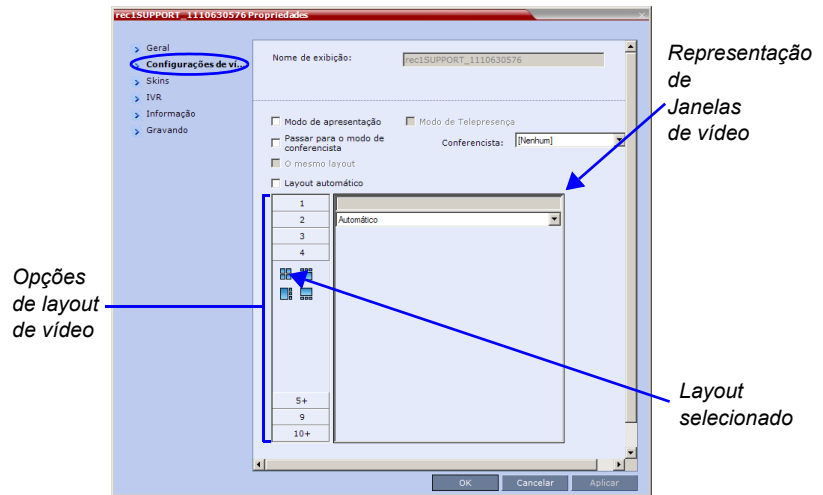 rec1SUPPORT_1110630576 Propriedades
Geral
Configurações de ví...
Skins
IVR
Informação
Gravando
Nome de exibição:
rec1SUPPORT_1110630576
Modo de apresentação
Modo de Telepresença
Passar para o modo de
conferencista
Conferencista:
[Nenhum]
O mesmo layout
Layout automático
1
2
Automático
3
4
5+
9
10+
OK
Cancelar
Aplicar
Representação
de
Janelas
de vídeo
Opções
de layout
de vídeo
Layout
selecionado